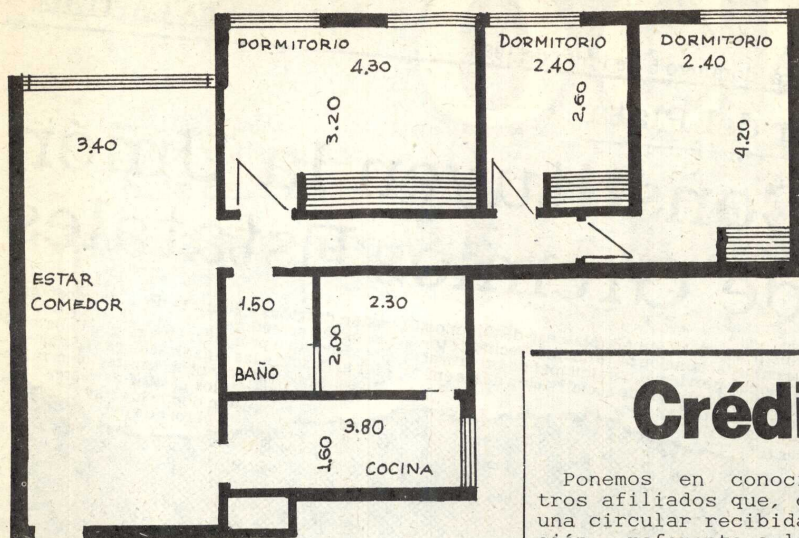 DORMITORIO
4.30
3.20
DORMITORIO
2.40
2.60
DORMITORIO
2.40
4.20
3.40
ESTAR
COMEDOR
1.50
BAÑO
2.30
2.00
3.80
1.60
COCINA
Crédi
Ponemos en conoci
tros afiliados que,
una circular recibida